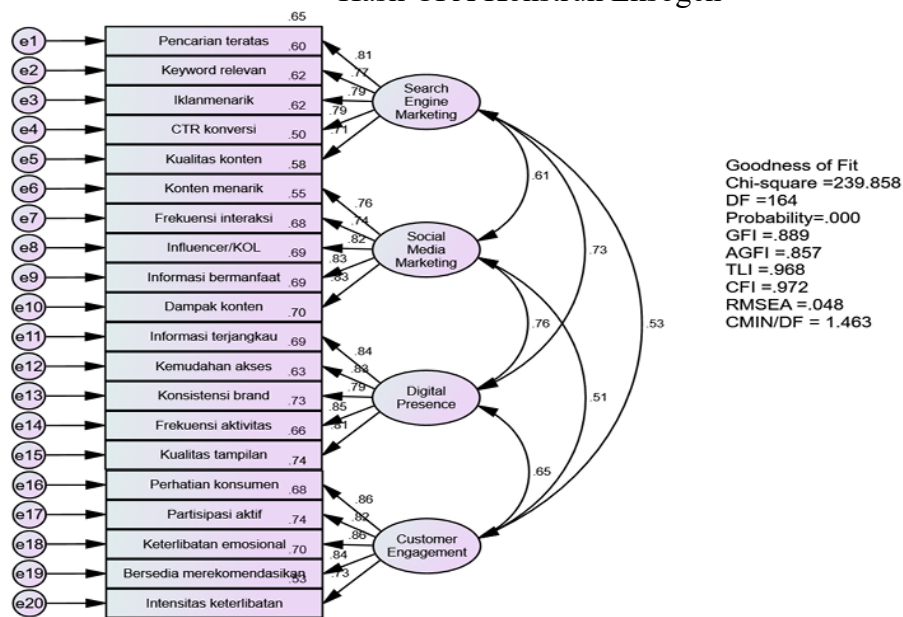 Hasil CFA Konstruk Eksogen
.65
e1 Pencarian teratas .60
e2 Keyword relevan .62
e3 Iklanmenarik .62
e4 CTR konversi .50
e5 Kualitas konten .58
e6 Konten menarik .55
e7 Frekuensi interaksi .68
e8 Influencer/KOL .69
e9 Informasi bermanfaat .69
e10 Dampak konten .70
e11 Informasi terjangkau .69
e12 Kemudahan akses .63
e13 Konsistensi brand .73
e14 Frekuensi aktivitas .66
e15 Kualitas tampilan .74
e16 Perhatian konsumen .68
e17 Partisipasi aktif .74
e18 Keterlibatan emosional .70
e19 Bersedia merekomendasikan .53
e20 Intensitas keterlibatan
.81
.77
.79
.79
.71
Search
Engine
Marketing
.76
.74
.82
.83
.83
Social
Media
Marketing
.84
.83
.79
.85
.81
Digital
Presence
.86
.82
.86
.84
.73
Customer
Engagement
.61
.73
.76
.53
.51
.65
Goodness of Fit
Chi-square =239.858
DF =164
Probability=.000
GFI =.889
AGFI =.857
TLI =.968
CFI =.972
RMSEA =.048
CMIN/DF = 1.463